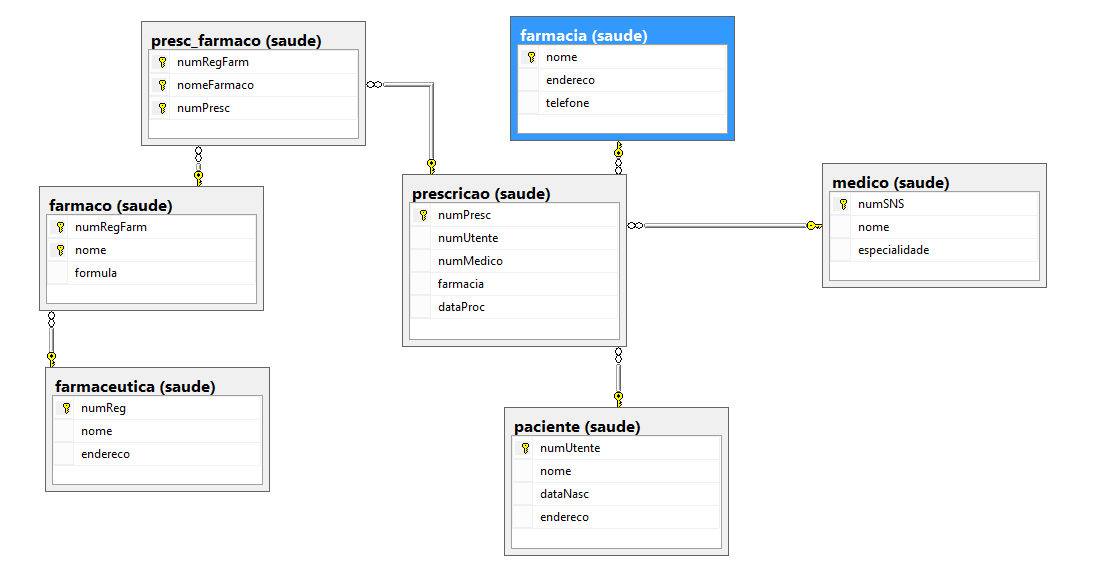 presc_farmaco (saude)
numRegFarm
nomeFarmaco
numPresc
farmacia (saude)
nome
endereco
telefone
farmaco (saude)
numRegFarm
nome
formula
prescricao (saude)
numPresc
numUtente
numMedico
farmacia
dataProc
medico (saude)
numSNS
nome
especialidade
farmaceutica (saude)
numReg
nome
endereco
paciente (saude)
numUtente
nome
dataNasc
endereco